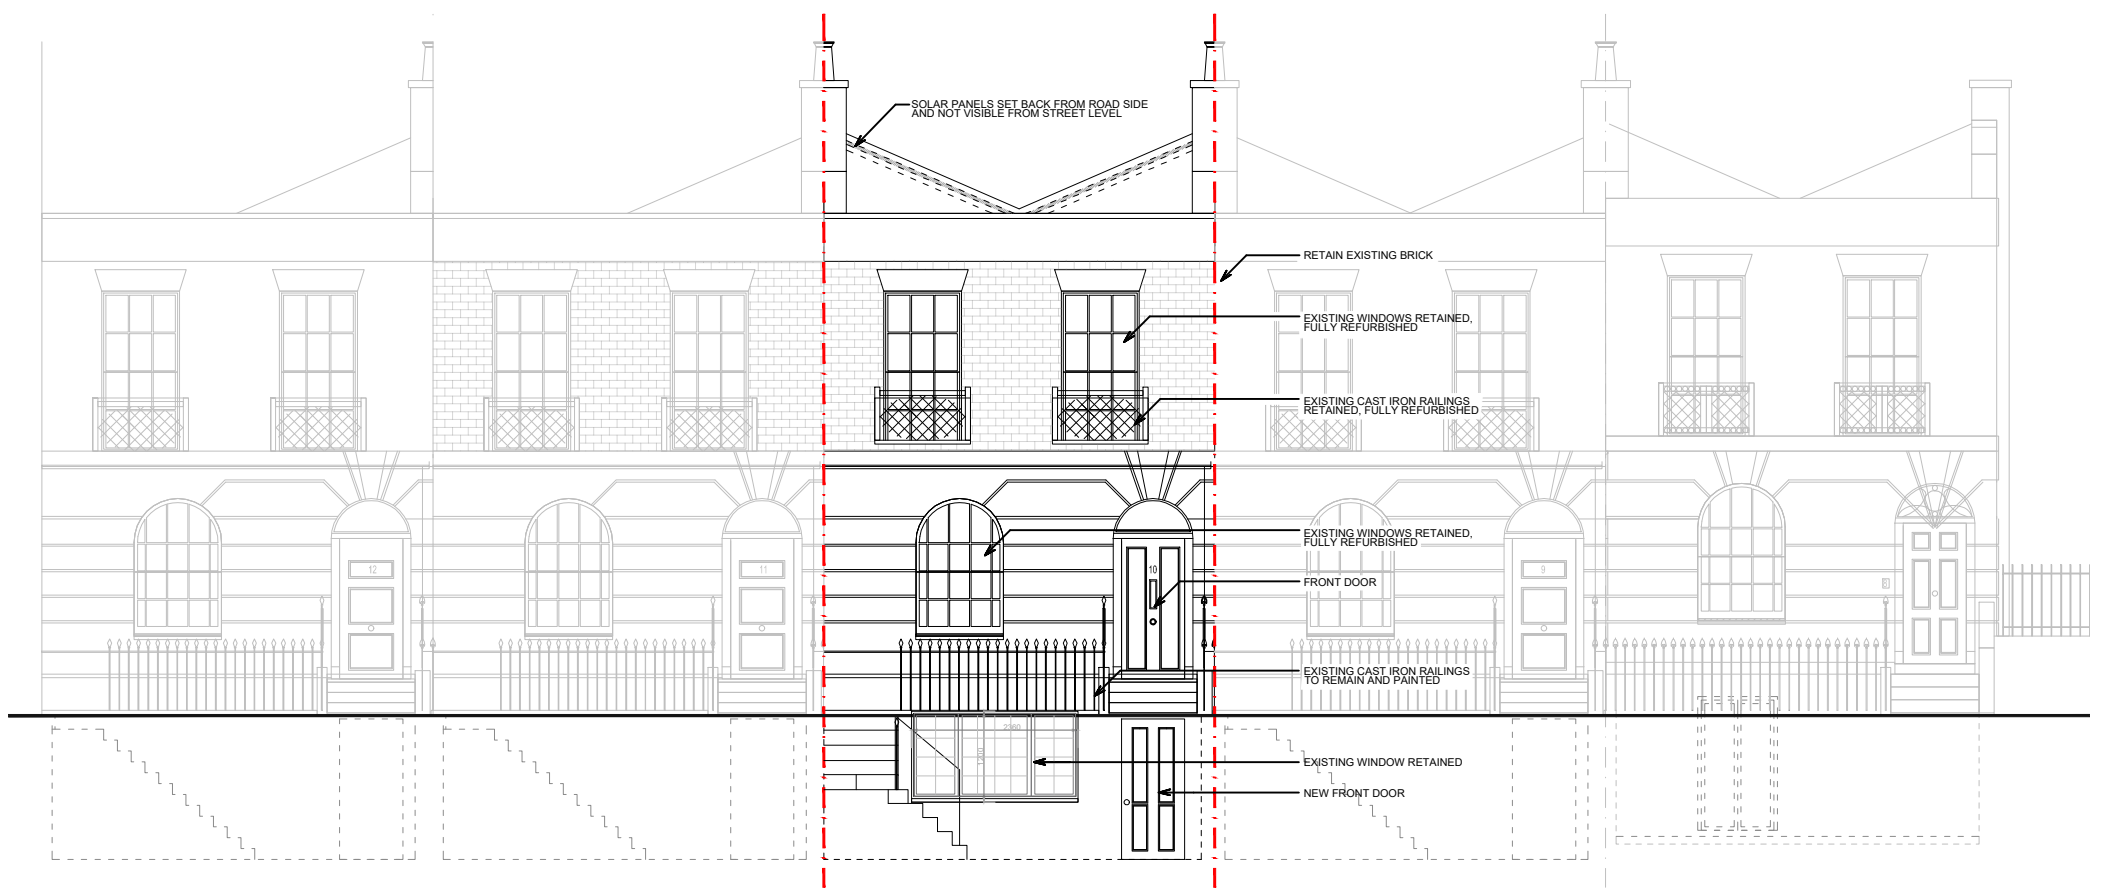 SOLAR PANELS SET BACK FROM ROAD SIDE
AND NOT VISIBLE FROM STREET LEVEL
RETAIN EXISTING BRICK
EXISTING WINDOWS RETAINED,
FULLY REFURBISHED
EXISTING CAST IRON RAILINGS
RETAINED, FULLY REFURBISHED
EXISTING WINDOWS RETAINED,
FULLY REFURBISHED
12
11
10
9
FRONT DOOR
EXISTING CAST IRON RAILINGS
TO REMAIN AND PAINTED
2360
1200
EXISTING WINDOW RETAINED
NEW FRONT DOOR